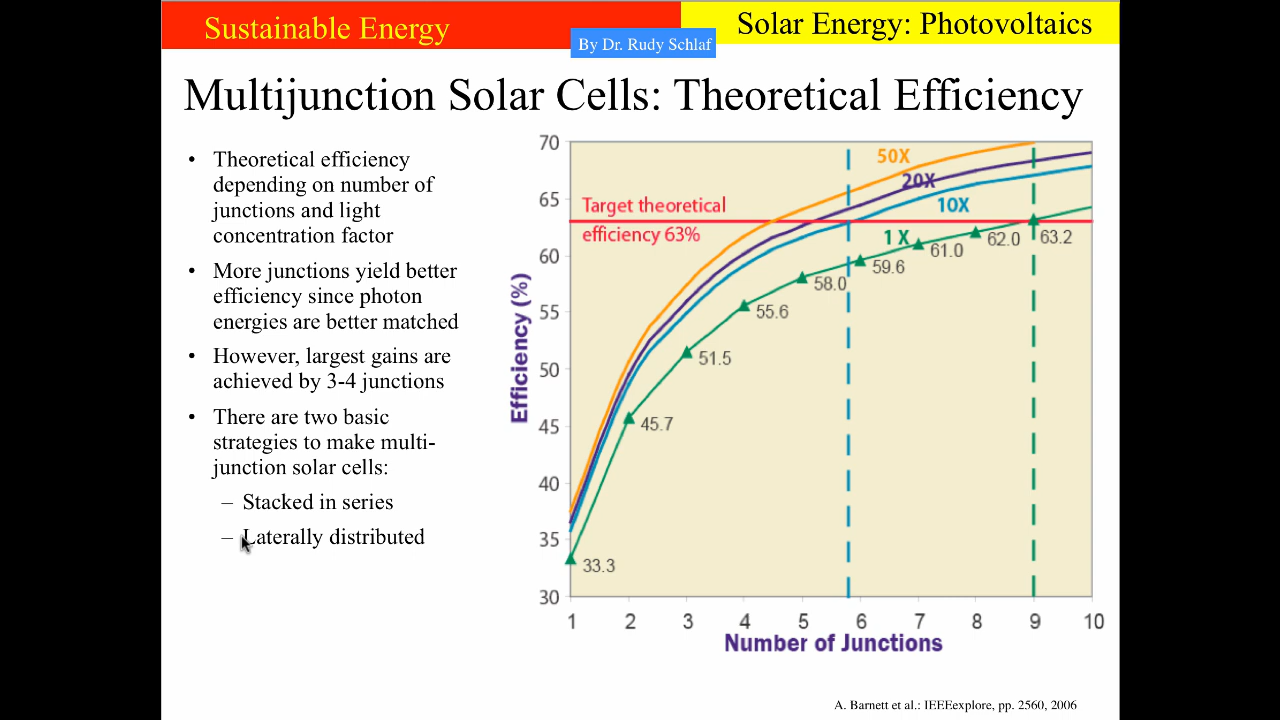 Sustainable Energy
Solar Energy: Photovoltaics
By Dr. Rudy Schlaf
Multijunction Solar Cells: Theoretical Efficiency
• Theoretical efficiency
depending on number of
junctions and light
concentration factor
• More junctions yield better
efficiency since photon
energies are better matched
• However, largest gains are
achieved by 3-4 junctions
• There are two basic
strategies to make multi-
junction solar cells:
– Stacked in series
– Laterally distributed
70
65
60
55
50
45
40
35
30
Efficiency (%)
50X
20X
10X
1X
Target theoretical
efficiency 63%
33.3
45.7
51.5
55.6
58.0
59.6
61.0
62.0
63.2
1 2 3 4 5 6 7 8 9 10
Number of Junctions
A. Barnett et al.: IEEExplore, pp. 2560, 2006